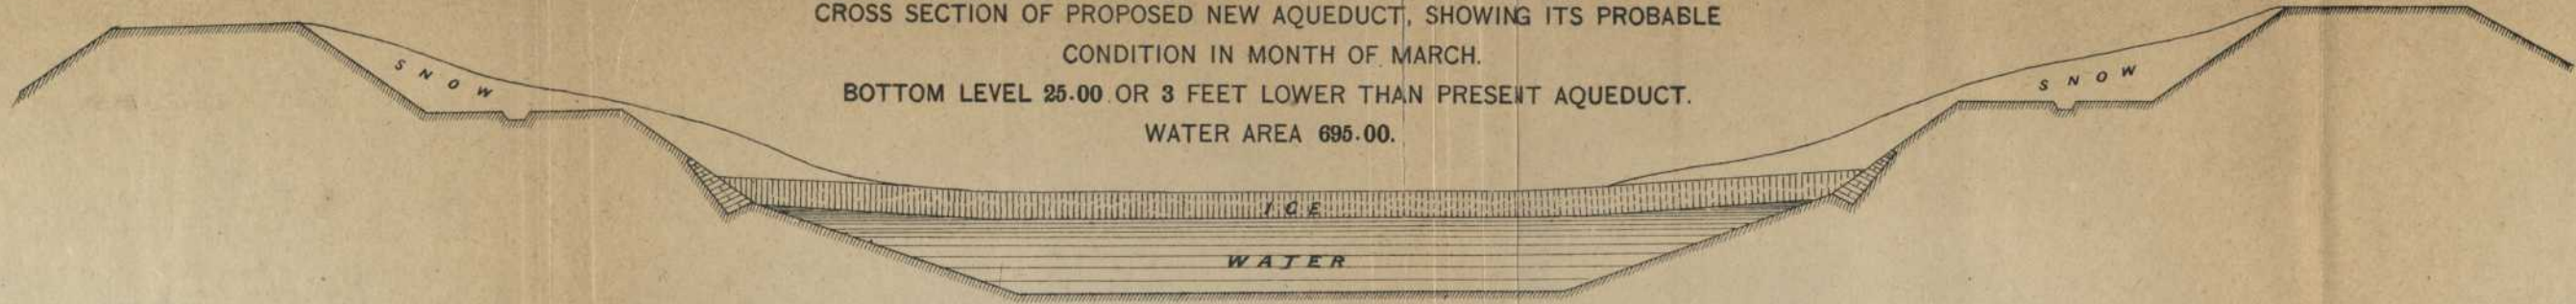 CROSS SECTION OF PROPOSED NEW AQUEDUCT, SHOWING ITS PROBABLE
CONDITION IN MONTH OF MARCH.
BOTTOM LEVEL 25.00 OR 3 FEET LOWER THAN PRESENT AQUEDUCT.
WATER AREA 695.00.
SNOW
SNOW
ICE
WATER